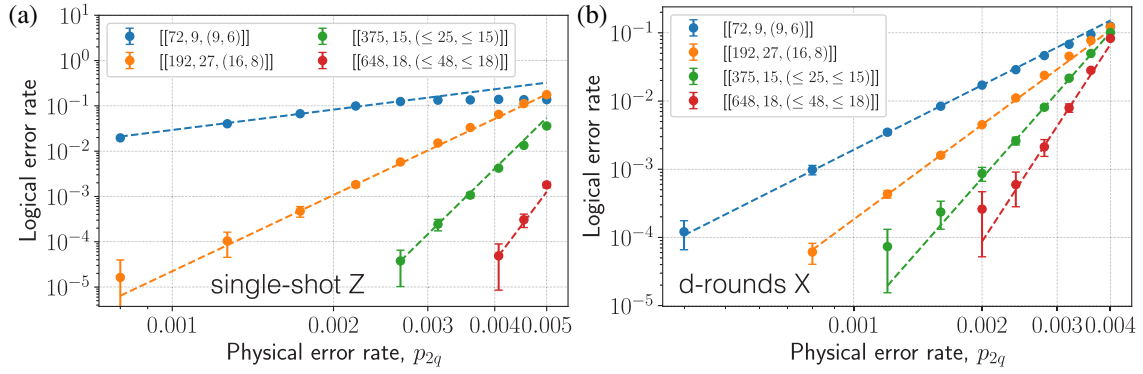 (a)
10^1
10^0
10^{-1}
10^{-2}
10^{-3}
10^{-4}
10^{-5}
Logical error rate
[[72, 9, (9, 6)]]
[[192, 27, (16, 8)]]
[[375, 15, (≤ 25, ≤ 15)]]
[[648, 18, (≤ 48, ≤ 18)]]
single-shot Z
0.001
0.002
0.003
0.004
0.005
Physical error rate, p_{2q}
(b)
10^{-1}
10^{-2}
10^{-3}
10^{-4}
10^{-5}
Logical error rate
[[72, 9, (9, 6)]]
[[192, 27, (16, 8)]]
[[375, 15, (≤ 25, ≤ 15)]]
[[648, 18, (≤ 48, ≤ 18)]]
d-rounds X
0.001
0.002
0.003
0.004
Physical error rate, p_{2q}